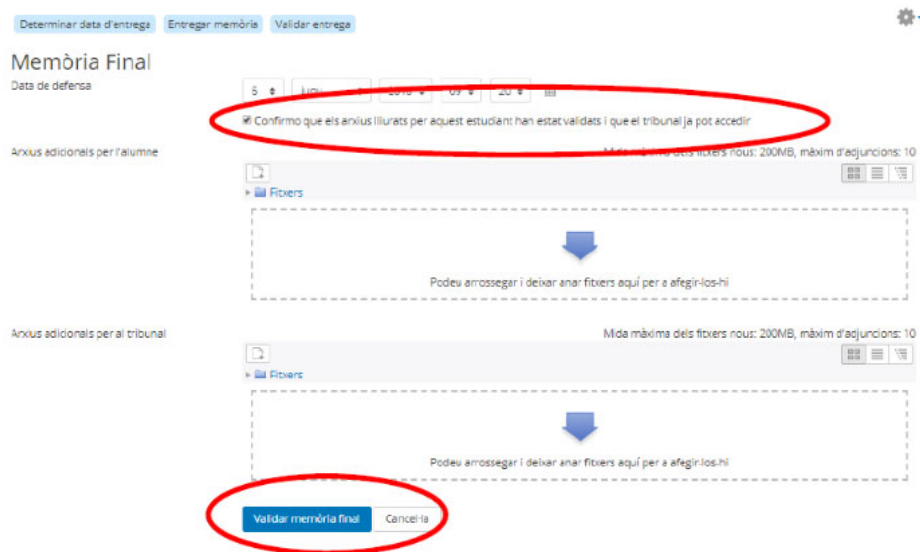 Determinar data d'entrega Entregar memòria Validar entrega
Memòria Final
Data de defensa
Confirmo que els arxius lliurats per aquest estudiant han estat validats i que el tribunal ja pot accedir
Arxius adicionals per l'alumne Mida màxima dels fitxers nous: 200MB, màxim d'adjuncions: 10
Fitxers
Podeu arrossegar i deixar anar fitxers aquí per a afegir-los-hi
Arxius adicionals per al tribunal Mida màxima dels fitxers nous: 200MB, màxim d'adjuncions: 10
Fitxers
Podeu arrossegar i deixar anar fitxers aquí per a afegir-los-hi
Validar memòria final Cancel·la